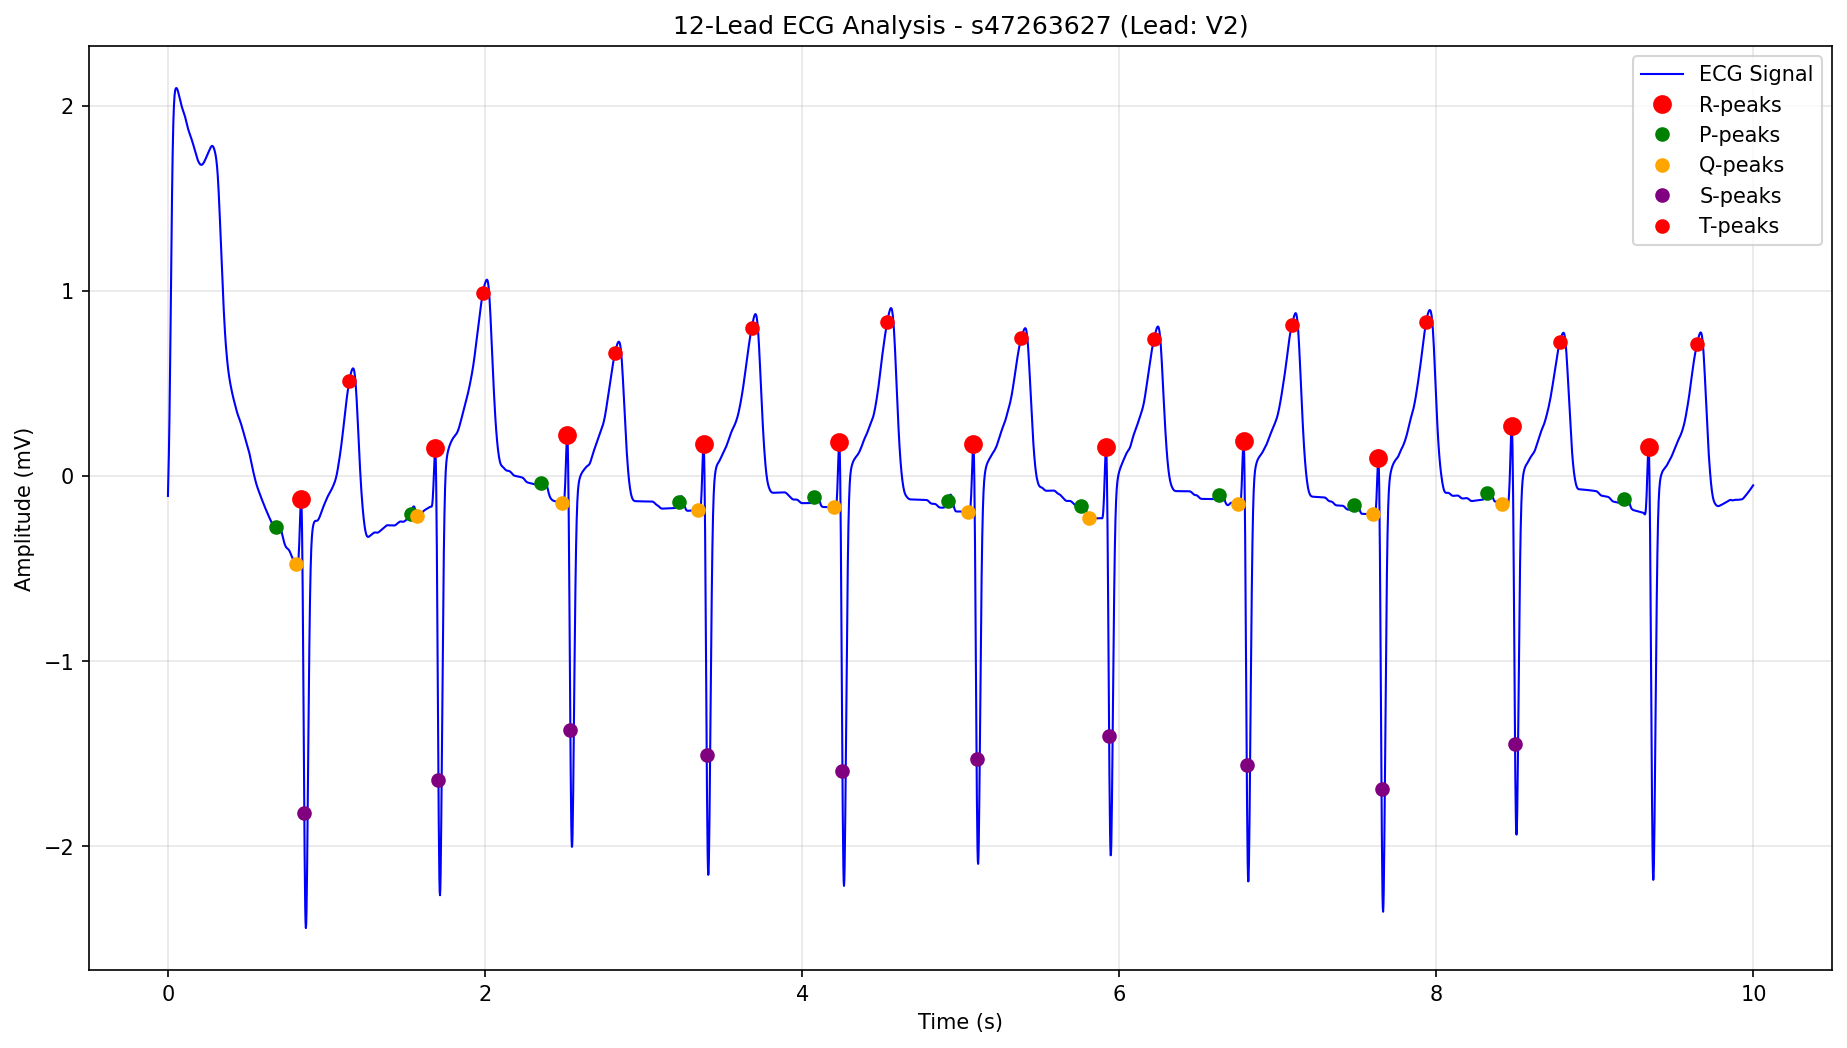 12-Lead ECG Analysis - s47263627 (Lead: V2)
ECG Signal
R-peaks
P-peaks
Q-peaks
S-peaks
T-peaks
Amplitude (mV)
2
1
0
−1
−2
0 2 4 6 8 10
Time (s)